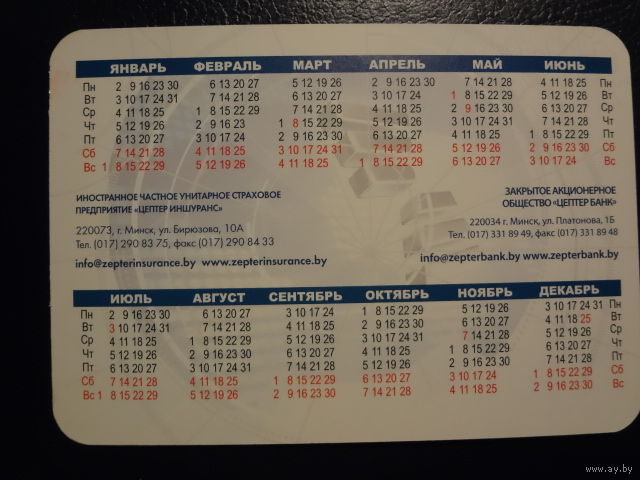 ЯНВАРЬ ФЕВРАЛЬ МАРТ АПРЕЛЬ МАЙ ИЮНЬ
Пн 2 9 16 23 30 6 13 20 27 5 12 19 26 2 9 16 23 30 7 14 21 28 4 11 18 25 Пн
Вт 3 10 17 24 31 7 14 21 28 6 13 20 27 3 10 17 24 1 8 15 22 29 5 12 19 26 Вт
Ср 4 11 18 25 1 8 15 22 29 7 14 21 28 4 11 18 25 2 9 16 23 30 6 13 20 27 Ср
Чт 5 12 19 26 2 9 16 23 1 8 15 22 29 5 12 19 26 3 10 17 24 31 7 14 21 28 Чт
Пт 6 13 20 27 3 10 17 24 2 9 16 23 30 6 13 20 27 4 11 18 25 1 8 15 22 29 Пт
Сб 7 14 21 28 4 11 18 25 3 10 17 24 31 7 14 21 28 5 12 19 26 2 9 16 23 30 Сб
Вс 1 8 15 22 29 5 12 19 26 4 11 18 25 1 8 15 22 29 6 13 20 27 3 10 17 24 Вс
ИНОСТРАННОЕ ЧАСТНОЕ УНИТАРНОЕ СТРАХОВОЕ
ПРЕДПРИЯТИЕ «ЦЕПТЕР ИНШУРАНС»
220073, г. Минск, ул. Бирюзова, 10А
Тел. (017) 290 83 75, факс (017) 290 84 33
info@zepterinsurance.by www.zepterinsurance.by
ЗАКРЫТОЕ АКЦИОНЕРНОЕ
ОБЩЕСТВО «ЦЕПТЕР БАНК»
220034 г. Минск, ул. Платонова, 1Б
Тел. (017) 331 89 49, факс (017) 331 89 48
info@zepterbank.by www.zepterbank.by
ИЮЛЬ АВГУСТ СЕНТЯБРЬ ОКТЯБРЬ НОЯБРЬ ДЕКАБРЬ
Пн 2 9 16 23 30 6 13 20 27 3 10 17 24 1 8 15 22 29 5 12 19 26 3 10 17 24 31 Пн
Вт 3 10 17 24 31 7 14 21 28 4 11 18 25 2 9 16 23 30 6 13 20 27 4 11 18 25 Вт
Ср 4 11 18 25 1 8 15 22 29 5 12 19 26 3 10 17 24 31 7 14 21 28 5 12 19 26 Ср
Чт 5 12 19 26 2 9 16 23 30 6 13 20 27 4 11 18 25 1 8 15 22 29 6 13 20 27 Чт
Пт 6 13 20 27 3 10 17 24 31 7 14 21 28 5 12 19 26 2 9 16 23 30 7 14 21 28 Пт
Сб 7 14 21 28 4 11 18 25 1 8 15 22 29 6 13 20 27 3 10 17 24 1 8 15 22 29 Сб
Вс 1 8 15 22 29 5 12 19 26 2 9 16 23 30 7 14 21 28 4 11 18 25 2 9 16 23 30 Вс
www.ay.by